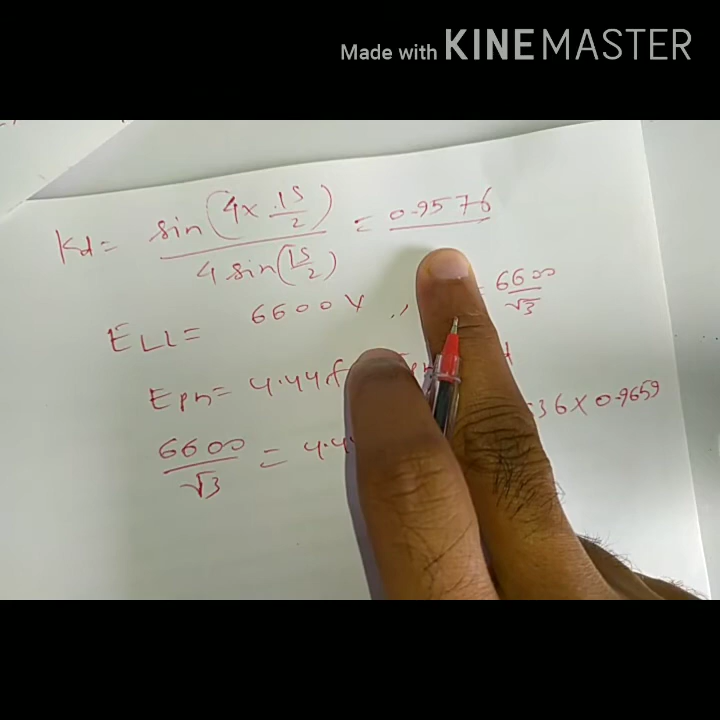 Made with KINEMASTER
Kd = sin(4 × 15/2) / 4 sin(15/2) = 0.9576
ELL = 6600 V = 6600/√3
Eph = 4.44 f
6600/√3 = 4.4 36 × 0.9659